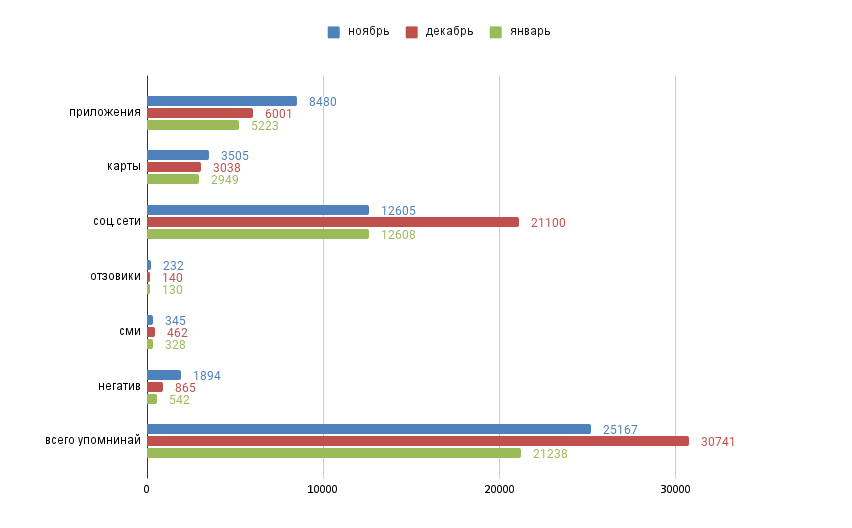 ноябрь декабрь январь
приложения 8480
6001
5223
карты 3505
3038
2949
соц.сети 12605
21100
12608
отзовики 232
140
130
сми 345
462
328
негатив 1894
865
542
всего упомнинай 25167
30741
21238
0 10000 20000 30000